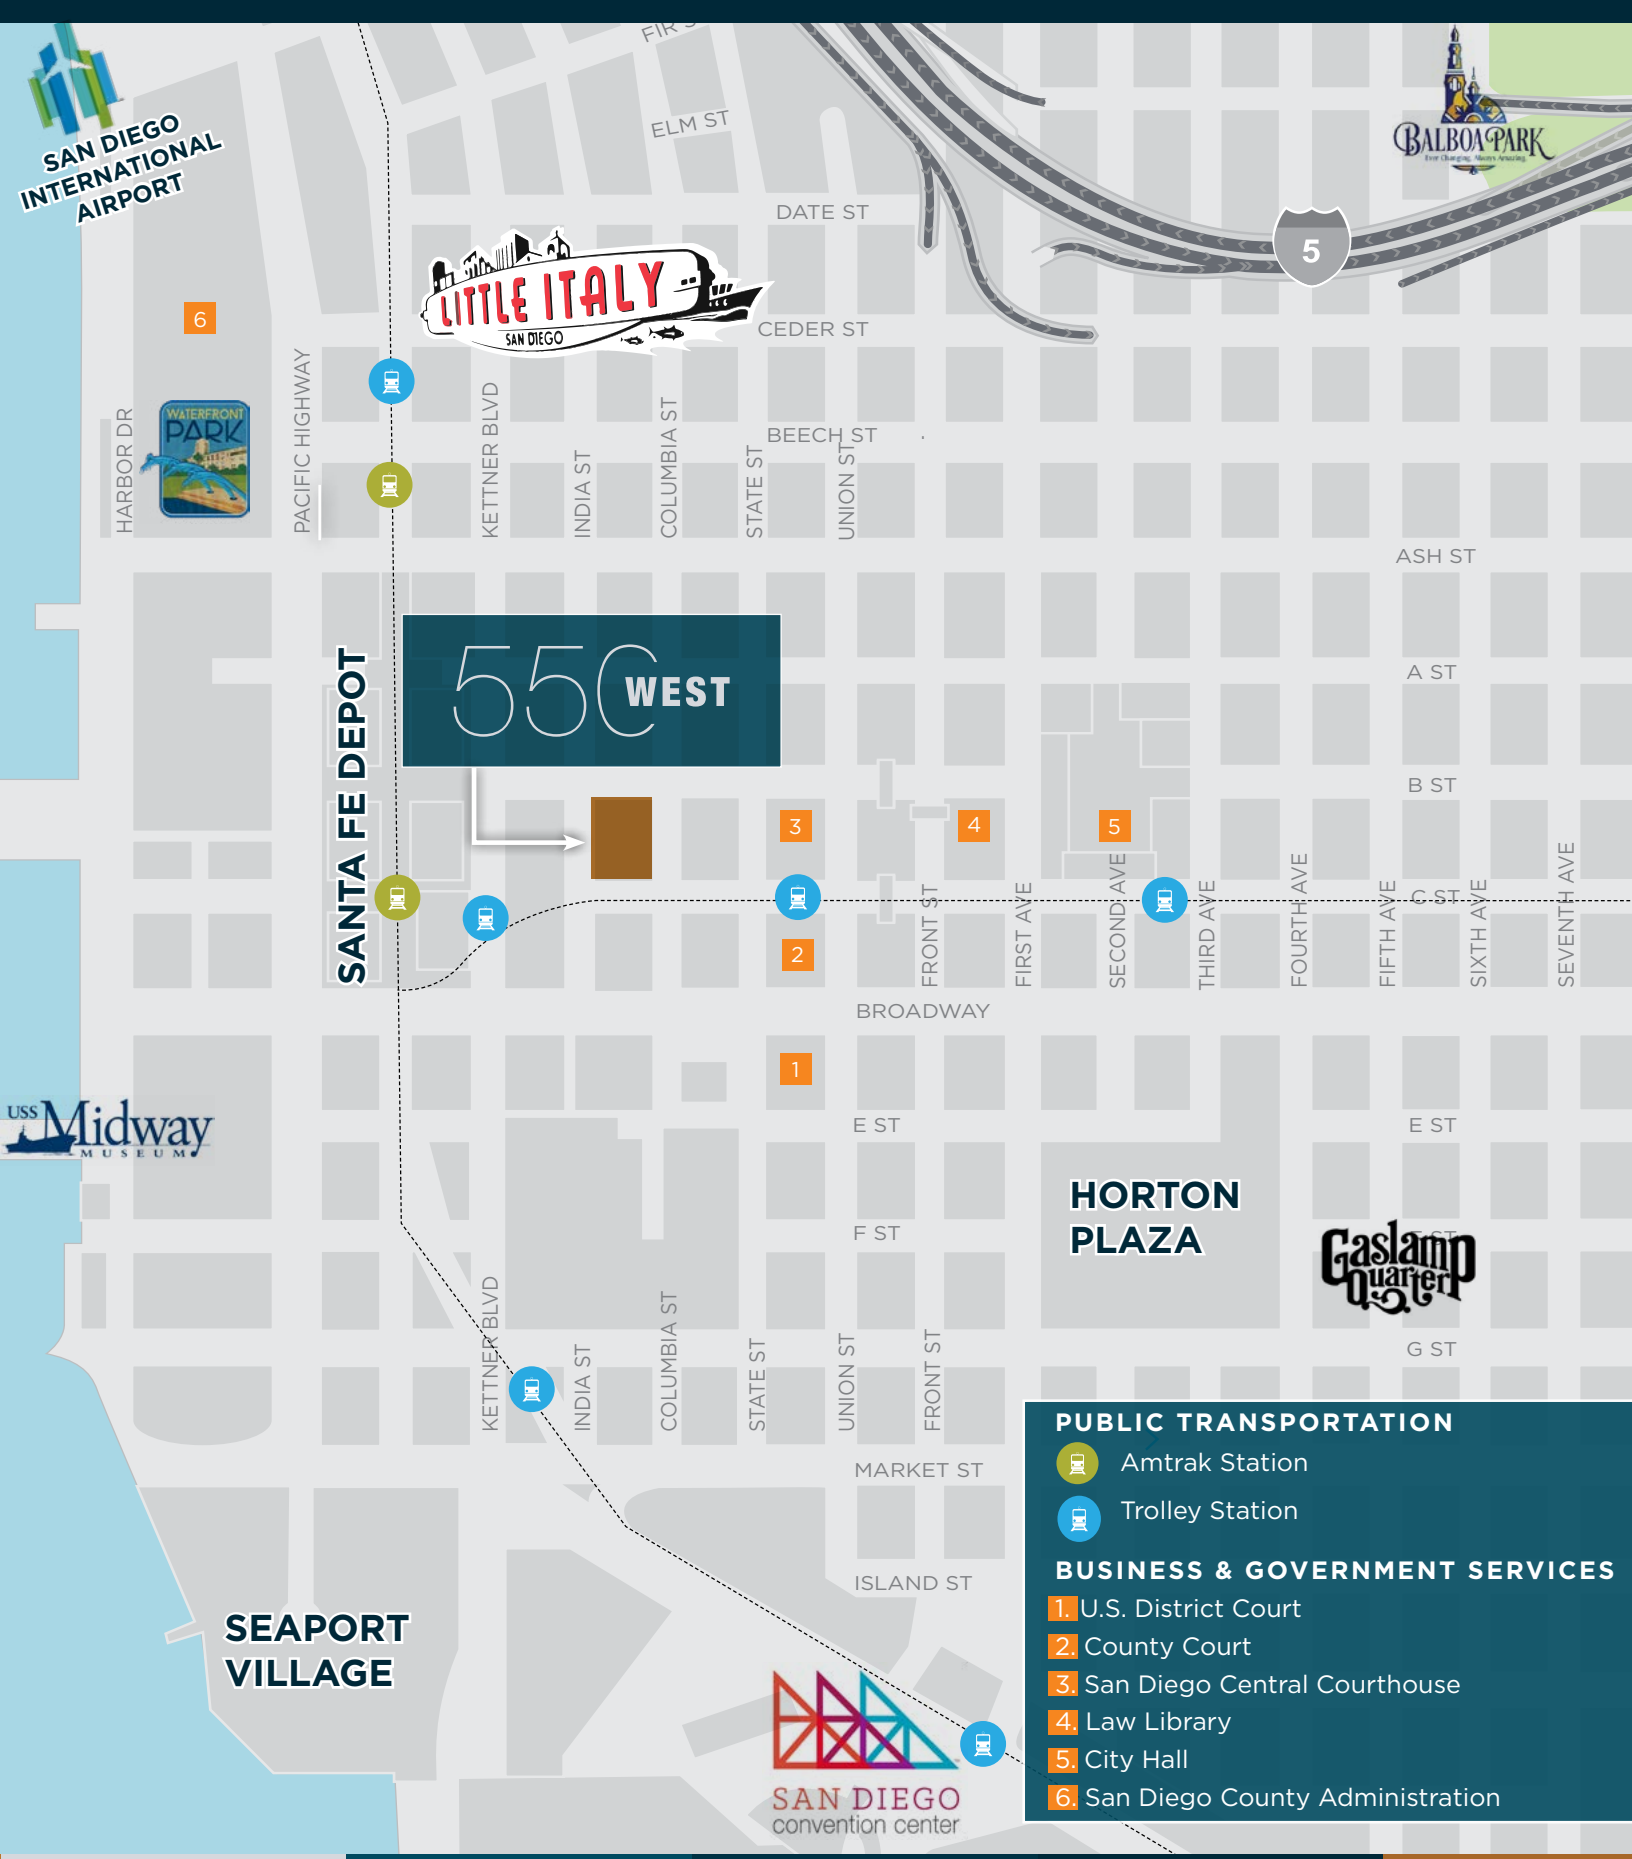 FIR S
ELM ST
SAN DIEGO
INTERNATIONAL
AIRPORT
BALBOA PARK
Ever Changing. Always Amazing.
DATE ST
5
LITTLE ITALY
SAN DIEGO
CEDER ST
6
WATERFRONT
PARK
HARBOR DR
PACIFIC HIGHWAY
KETTNER BLVD
INDIA ST
COLUMBIA ST
STATE ST
BEECH ST
UNION ST
ASH ST
550 WEST
SANTA FE DEPOT
A ST
B ST
3
4
5
C ST
2
FRONT ST
FIRST AVE
SECOND AVE
THIRD AVE
FOURTH AVE
FIFTH AVE
SIXTH AVE
SEVENTH AVE
BROADWAY
1
USS Midway
MUSEUM
E ST
E ST
HORTON
PLAZA
F ST
F ST
Gaslamp
Quarter
G ST
KETTNER BLVD
INDIA ST
COLUMBIA ST
STATE ST
UNION ST
FRONT ST
MARKET ST
ISLAND ST
SEAPORT
VILLAGE
SAN DIEGO
convention center
PUBLIC TRANSPORTATION
Amtrak Station
Trolley Station
BUSINESS & GOVERNMENT SERVICES
1. U.S. District Court
2. County Court
3. San Diego Central Courthouse
4. Law Library
5. City Hall
6. San Diego County Administration